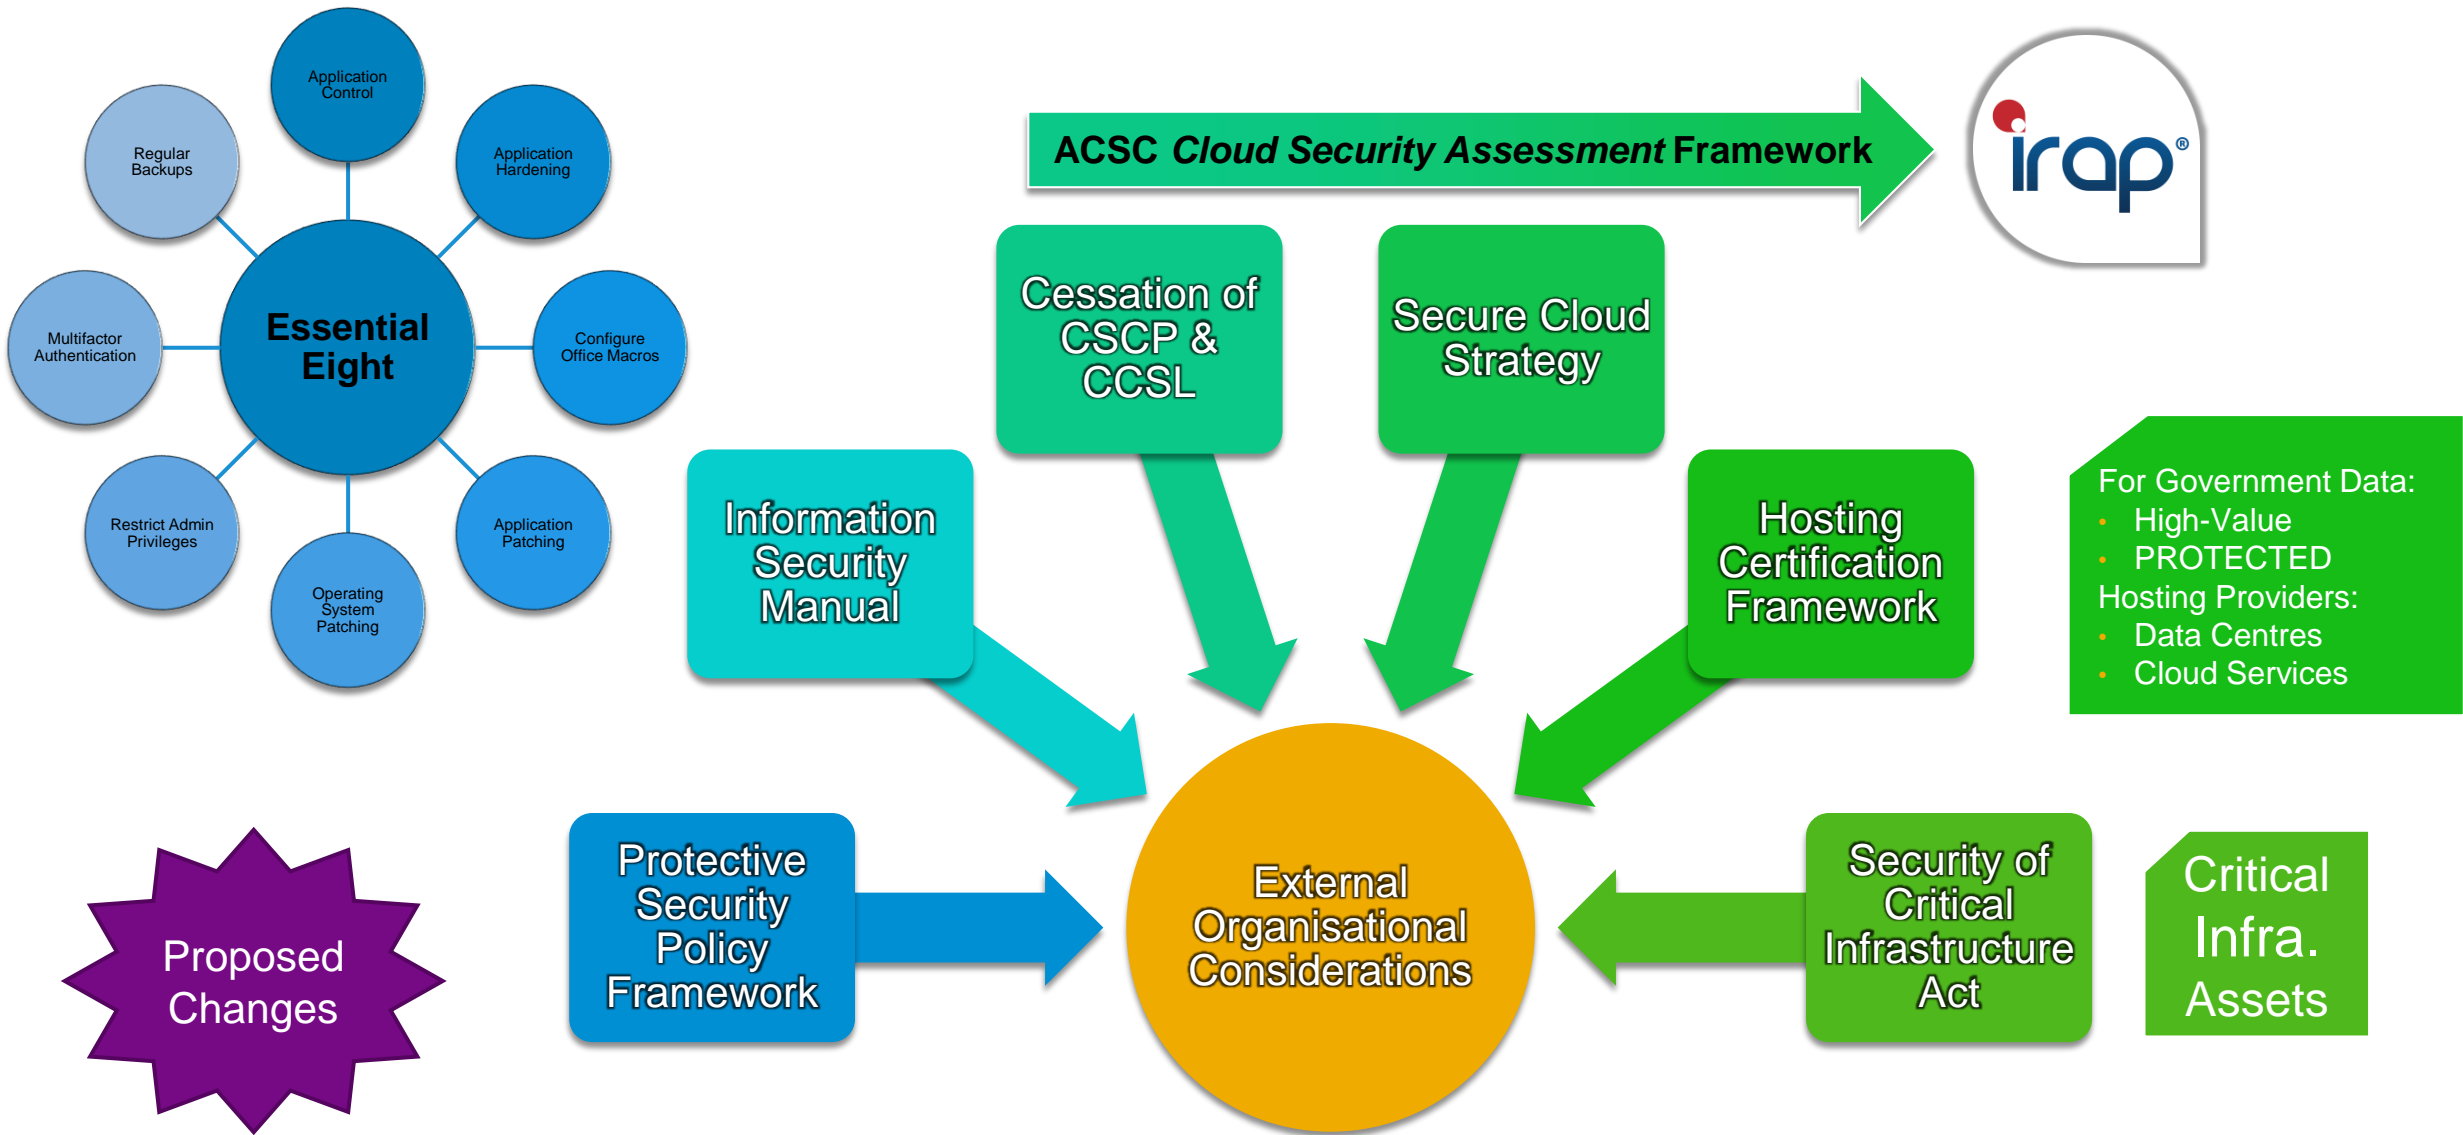 Application
Control
Application
Hardening
Configure
Office Macros
Application
Patching
Operating
System
Patching
Restrict Admin
Privileges
Multifactor
Authentication
Regular
Backups
Essential
Eight
ACSC Cloud Security Assessment Framework
irap®
Cessation of
CSCP &
CCSL
Secure Cloud
Strategy
Information
Security
Manual
Hosting
Certification
Framework
For Government Data:
• High-Value
• PROTECTED
Hosting Providers:
• Data Centres
• Cloud Services
Proposed
Changes
Protective
Security
Policy
Framework
External
Organisational
Considerations
Security of
Critical
Infrastructure
Act
Critical
Infra.
Assets